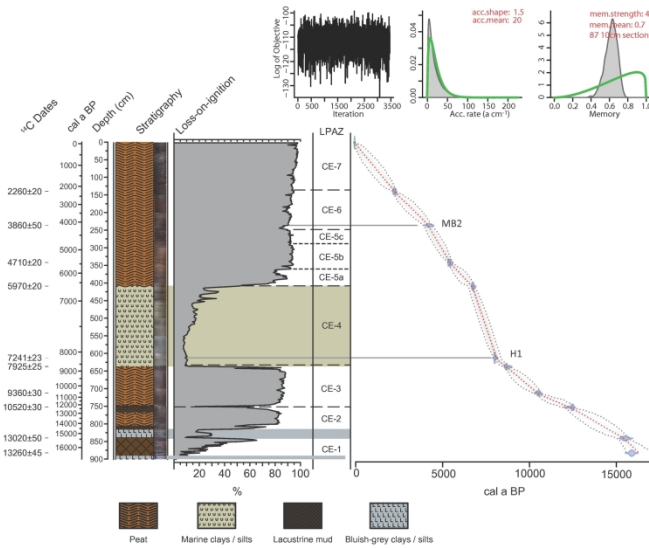 Log of Objective
-100
-110
-120
-130
-140
0 500 1500 2500 3500
Iteration
acc.shape: 1.5
acc.mean: 20
0.04
0.02
0.00
0 50 100 150 200
Acc. rate (a cm⁻¹)
mem.strength: 4
mem.mean: 0.7
87 10cm section
6
5
4
3
2
1
0
0.0 0.2 0.4 0.6 0.8 1.0
Memory
¹⁴C Dates
cal a BP
Depth (cm)
Stratigraphy
Loss-on-ignition
LPAZ
2260±20
3860±50
4710±20
5970±20
7241±23
7925±25
9360±30
10520±30
13020±50
13260±45
0
1000
2000
3000
4000
5000
6000
7000
8000
9000
10000
11000
12000
13000
14000
15000
16000
0
50
100
150
200
250
300
350
400
450
500
550
600
650
700
750
800
850
900
CE-7
CE-6
CE-5c
CE-5b
CE-5a
CE-4
CE-3
CE-2
CE-1
MB2
H1
0 20 40 60 80 100
%
0 5000 10000 15000
cal a BP
Peat
Marine clays / silts
Lacustrine mud
Bluish-grey clays / silts